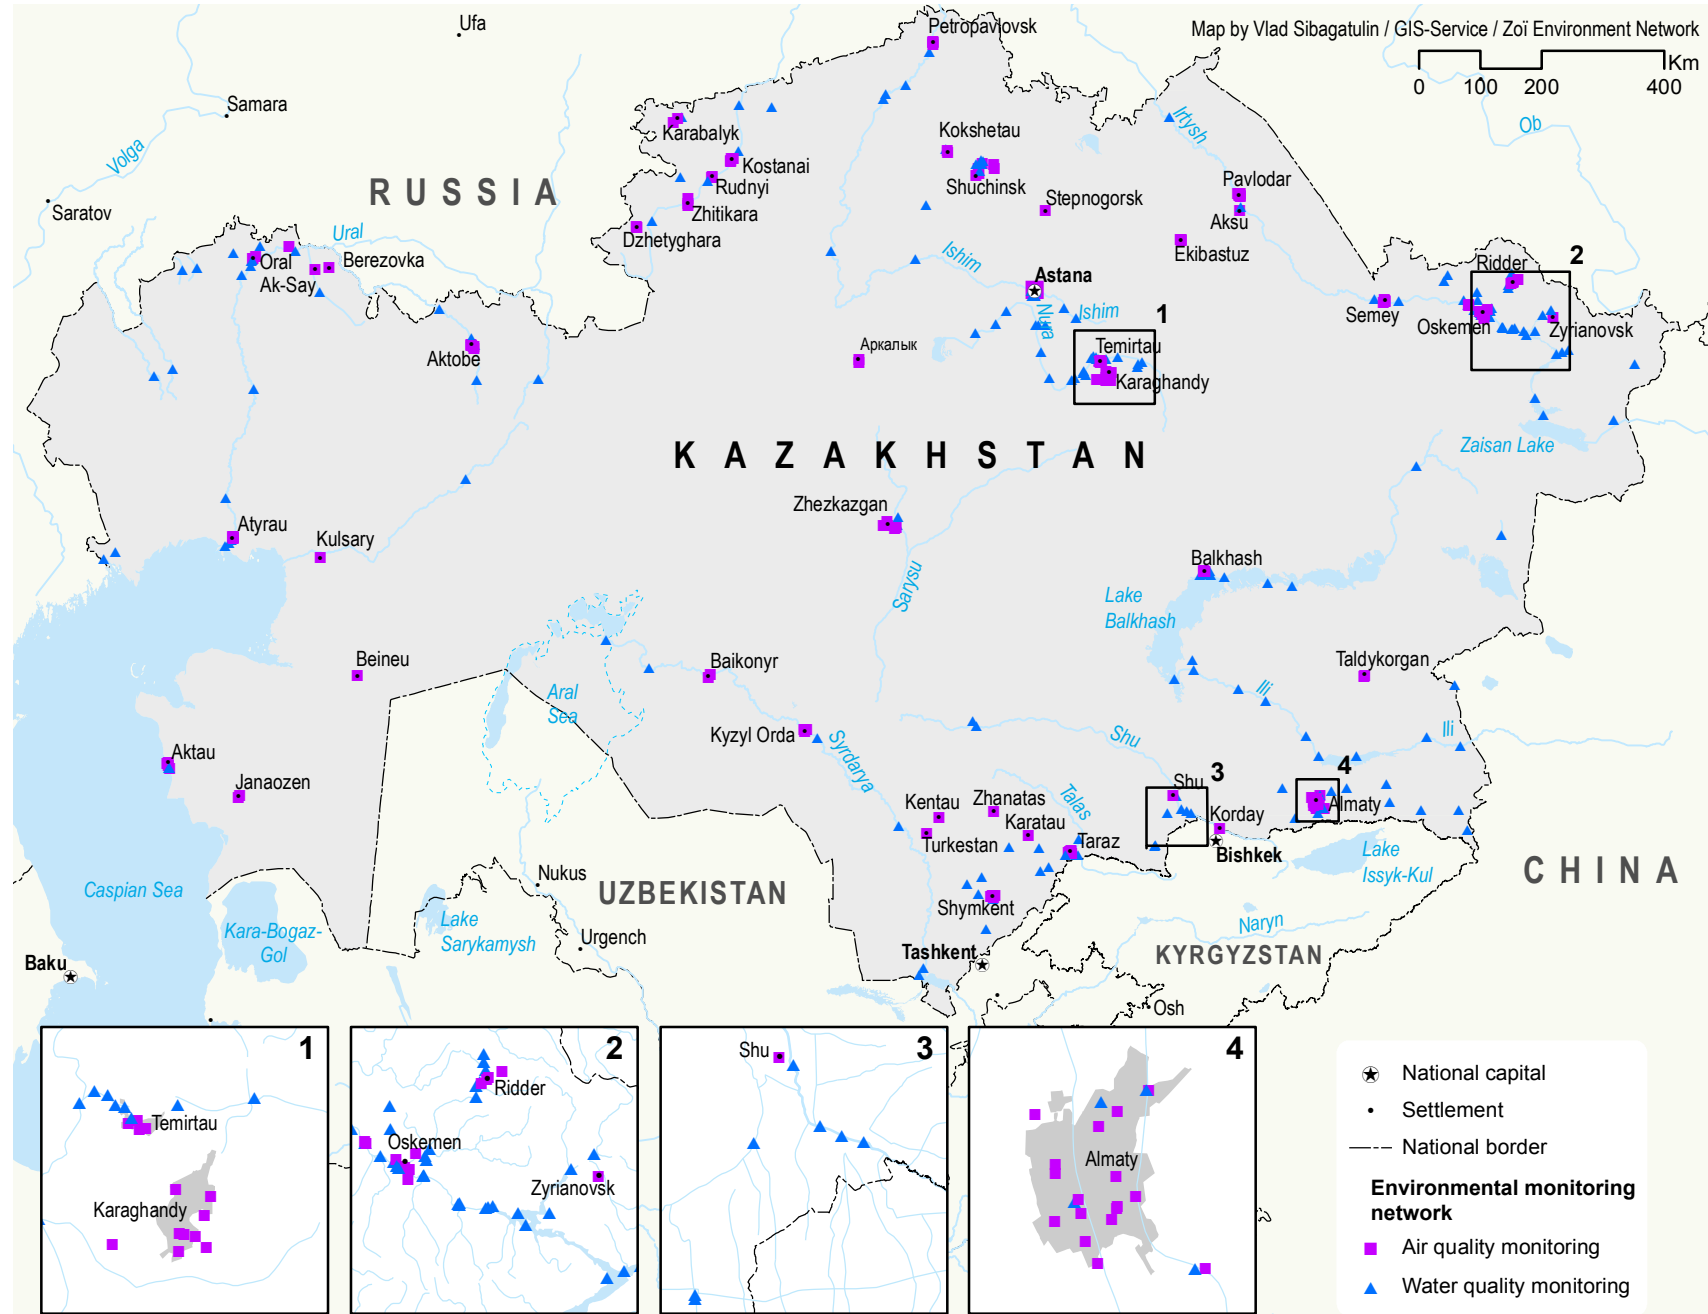 Ufa
Petropavlovsk
Map by Vlad Sibagatulin / GIS-Service / Zoï Environment Network
Km
0 100 200 400
Samara
Volga
Karabalyk
Kokshetau
Irtysh
Ob
Kostanai
RUSSIA
Rudnyi
Shuchinsk
Pavlodar
Saratov
Zhitikara
Stepnogorsk
Aksu
Dzhetyghara
Ural
Oral
Berezovka
Ak-Say
Ishim
Ekibastuz
Ridder
2
Astana
Nura
Ishim
1
Semey
Oskemen
Zyrianovsk
Aktobe
Аркалык
Temirtau
Karaghandy
KAZAKHSTAN
Zaisan Lake
Zhezkazgan
Atyrau
Kulsary
Balkhash
Sarysu
Lake
Balkhash
Beineu
Baikonyr
Taldykorgan
Aral
Sea
Ili
Kyzyl Orda
Syrdarya
Shu
Ili
Aktau
Janaozen
Shu
3
4
Kentau
Zhanatas
Talas
Almaty
Karatau
Korday
Turkestan
Taraz
Bishkek
Lake
Issyk-Kul
CHINA
Caspian Sea
Nukus
UZBEKISTAN
Shymkent
Kara-Bogaz-
Gol
Lake
Sarykamysh
Urgench
Naryn
Baku
Tashkent
KYRGYZSTAN
Osh
1
Temirtau
Karaghandy
2
Ridder
Oskemen
Zyrianovsk
3
Shu
4
Almaty
National capital
Settlement
National border
Environmental monitoring
network
Air quality monitoring
Water quality monitoring